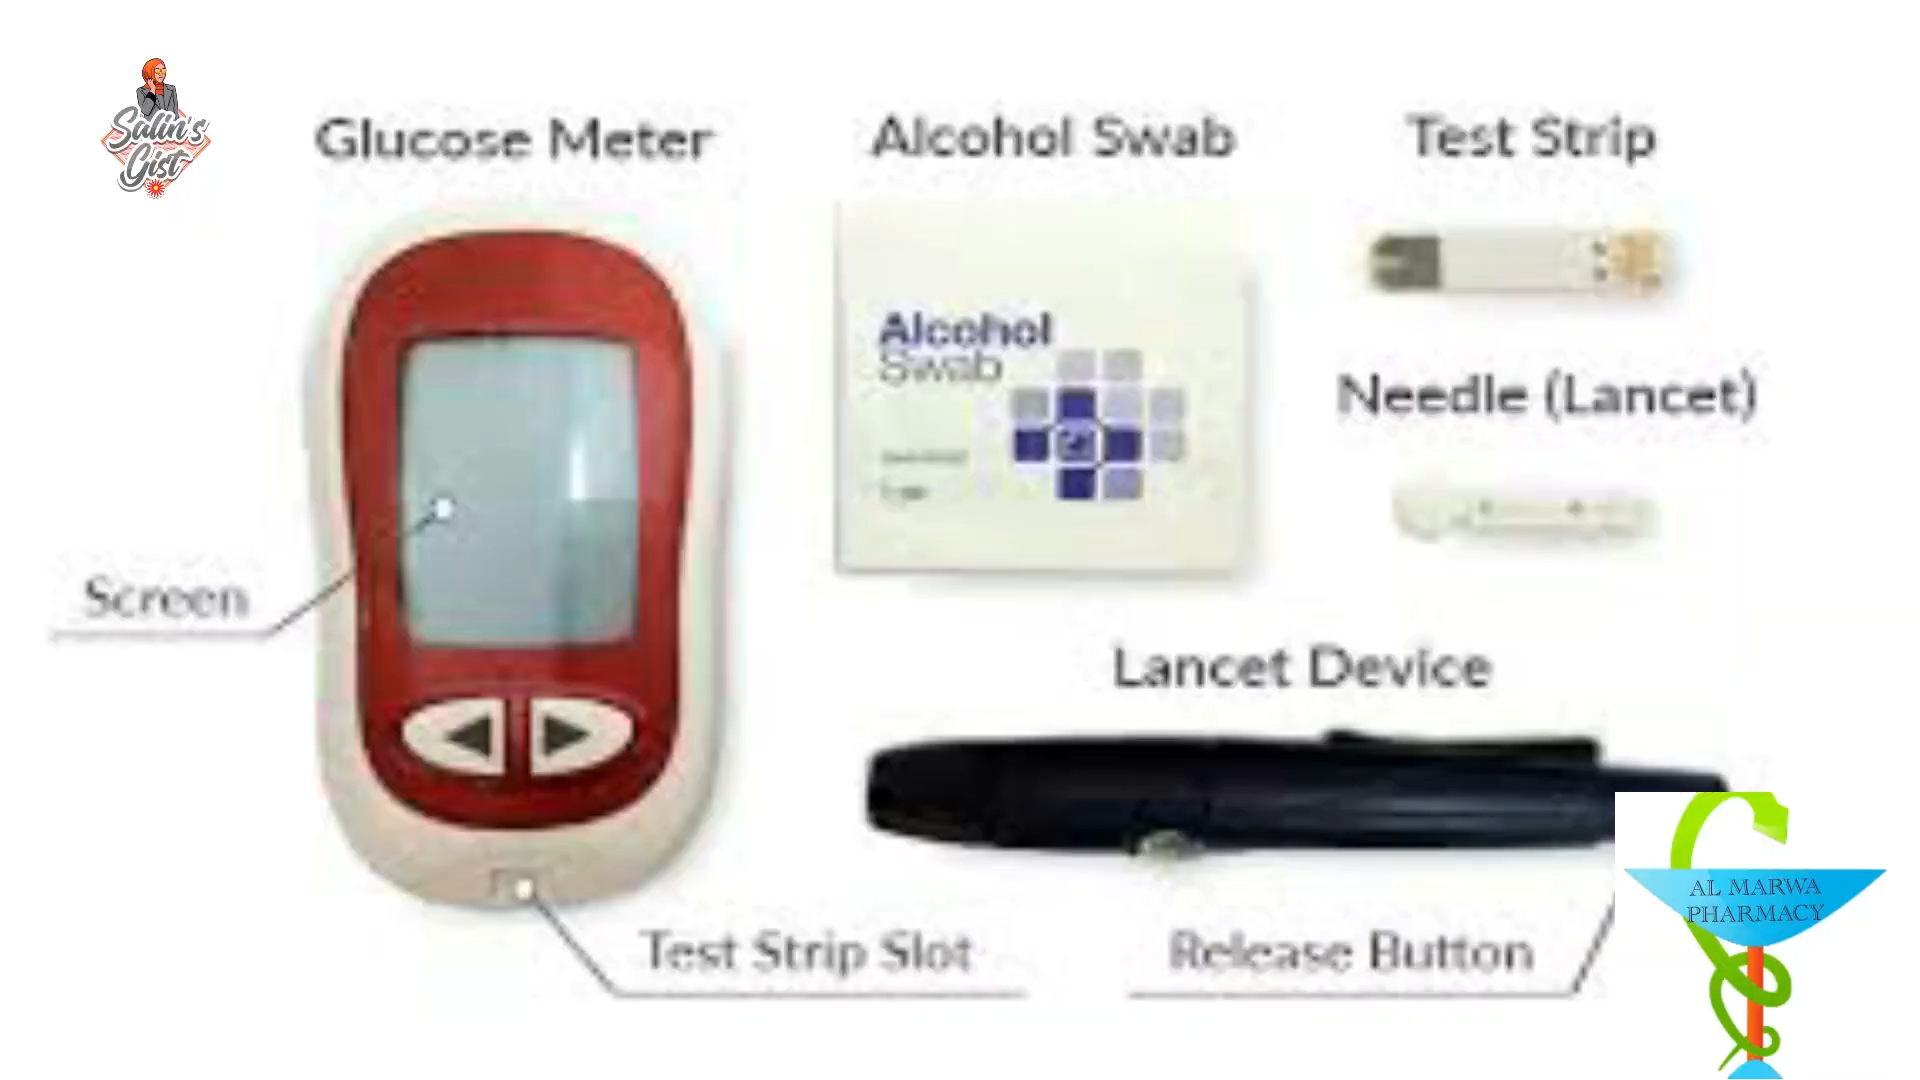 Salin's
Gist
Glucose Meter
Alcohol Swab
Test Strip
Alcohol
Swab
Needle (Lancet)
Screen
Lancet Device
Test Strip Slot
Release Button
AL MARWA
PHARMACY